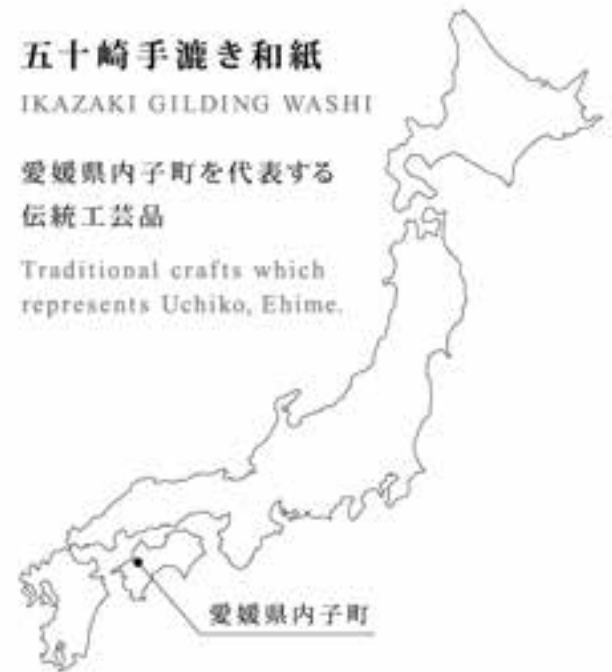 五十崎手漉き和紙
IKAZAKI GILDING WASHI
愛媛県内子町を代表する
伝統工芸品
Traditional crafts which
represents Uchiko, Ehime.
愛媛県内子町